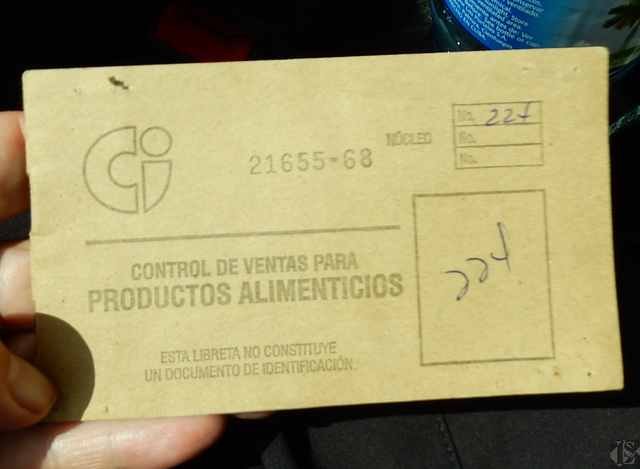 Ci
21655-68
NÚCLEO
No. 224
No.
No.
CONTROL DE VENTAS PARA
PRODUCTOS ALIMENTICIOS
224
ESTA LIBRETA NO CONSTITUYE
UN DOCUMENTO DE IDENTIFICACIÓN.